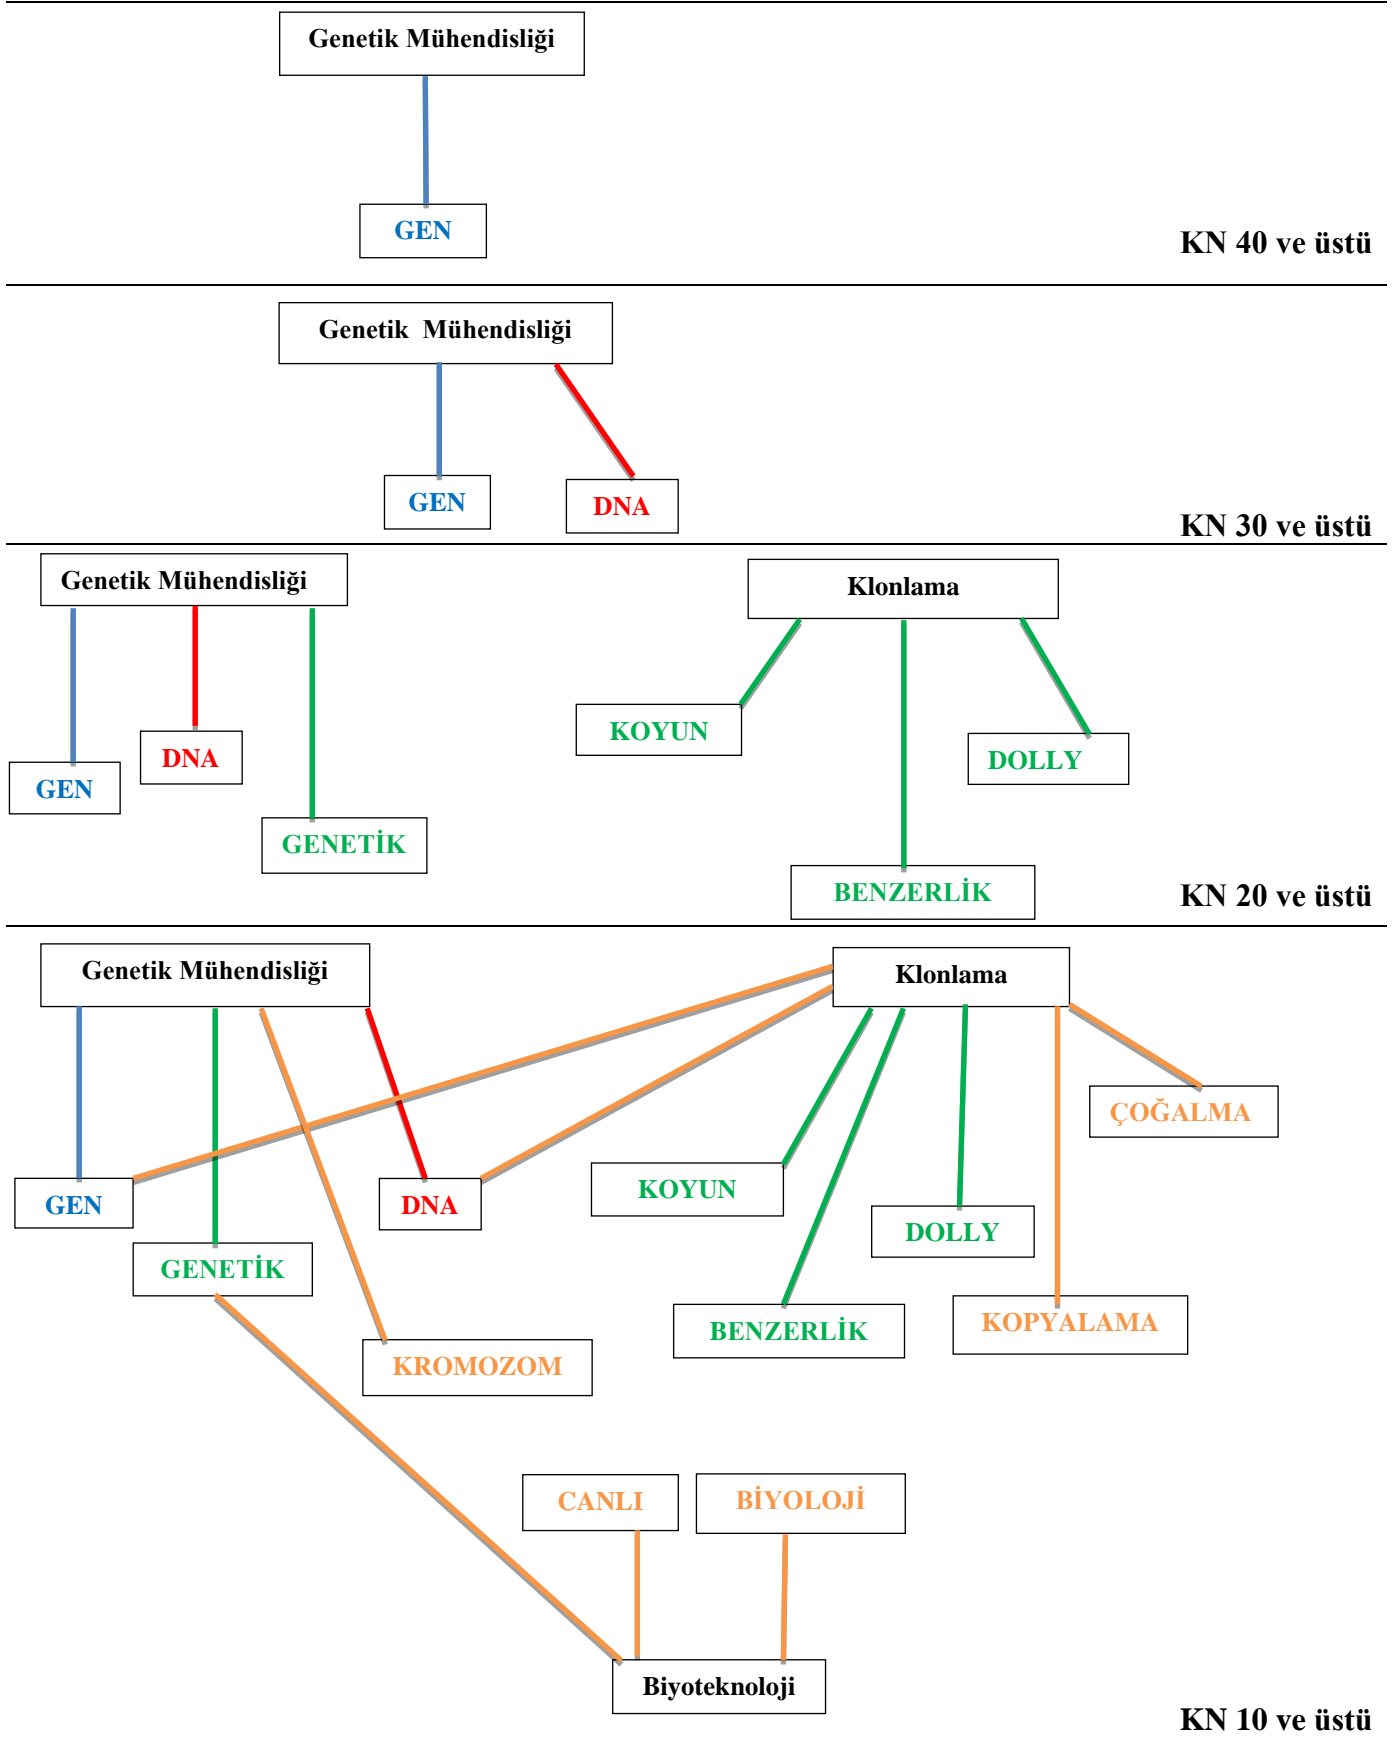 Genetik Mühendisliği
GEN
KN 40 ve üstü
Genetik  Mühendisliği
GEN
DNA
KN 30 ve üstü
Genetik Mühendisliği
Klonlama
KOYUN
DNA
DOLLY
GEN
GENETİK
BENZERLİK
KN 20 ve üstü
Genetik Mühendisliği
Klonlama
ÇOĞALMA
KOYUN
GEN
DNA
DOLLY
GENETİK
KOPYALAMA
BENZERLİK
KROMOZOM
CANLI
BİYOLOJİ
Biyoteknoloji
KN 10 ve üstü